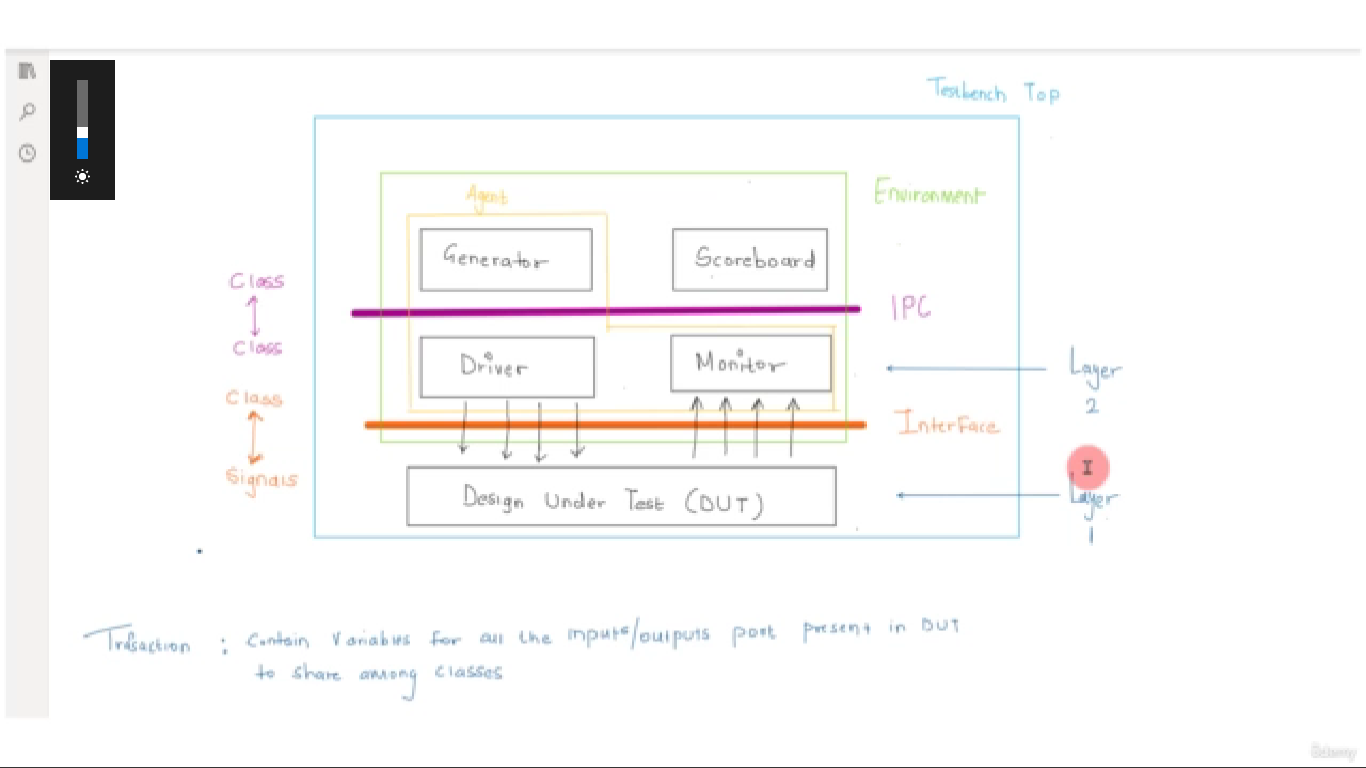 Testbench Top
Environment
Agent
Generator
Scoreboard
Class
IPC
Class
Driver
Monitor
Layer
2
Class
Interface
Signals
Design Under Test (DUT)
Layer
1
Trasaction : Contain Variables for all the inputs/outputs port present in DUT
to share among classes
ûdemy